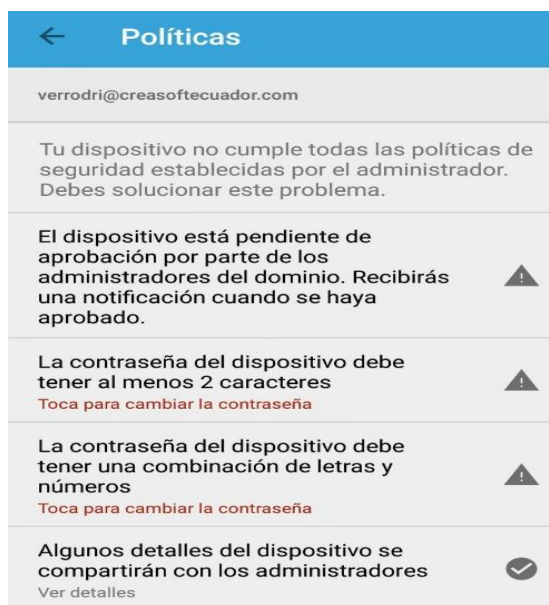 Políticas
verrodri@creasoftecuador.com
Tu dispositivo no cumple todas las políticas de
seguridad establecidas por el administrador.
Debes solucionar este problema.
El dispositivo está pendiente de
aprobación por parte de los
administradores del dominio. Recibirás
una notificación cuando se haya
aprobado.
La contraseña del dispositivo debe
tener al menos 2 caracteres
Toca para cambiar la contraseña
La contraseña del dispositivo debe
tener una combinación de letras y
números
Toca para cambiar la contraseña
Algunos detalles del dispositivo se
compartirán con los administradores
Ver detalles